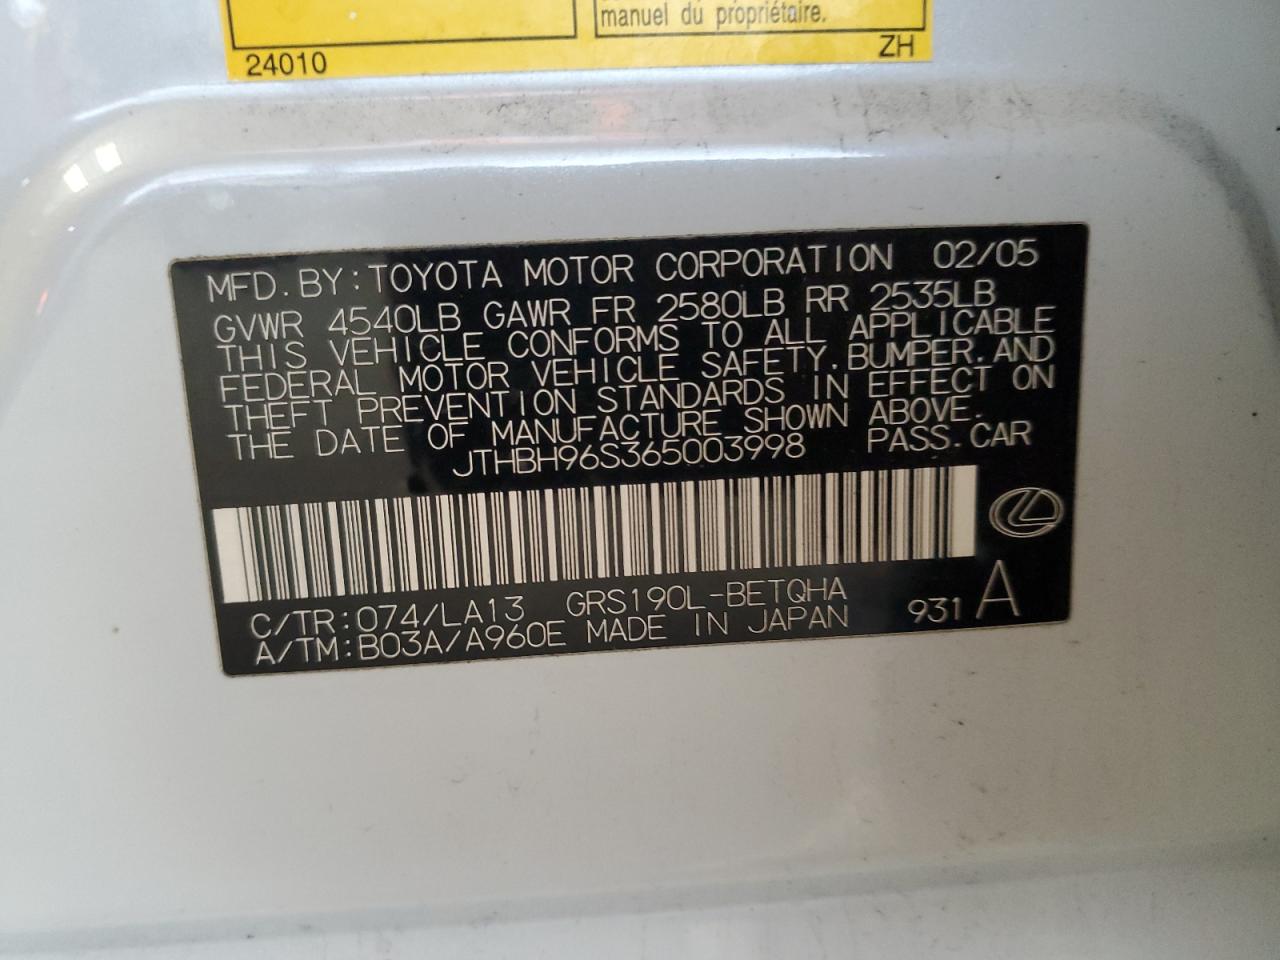 manuel du propriétaire.
24010
ZH
MFD. BY: TOYOTA MOTOR CORPORATION 02/05
GVWR 4540LB GAWR FR 2580LB RR 2535LB
THIS VEHICLE CONFORMS TO ALL APPLICABLE
FEDERAL MOTOR VEHICLE SAFETY, BUMPER, AND
THEFT PREVENTION STANDARDS IN EFFECT ON
THE DATE OF MANUFACTURE SHOWN ABOVE.
JTHBH96S365003998 PASS. CAR
C/TR: 074/LA13 GRS190L-BETQHA
A/TM: B03A/A960E MADE IN JAPAN 931 A